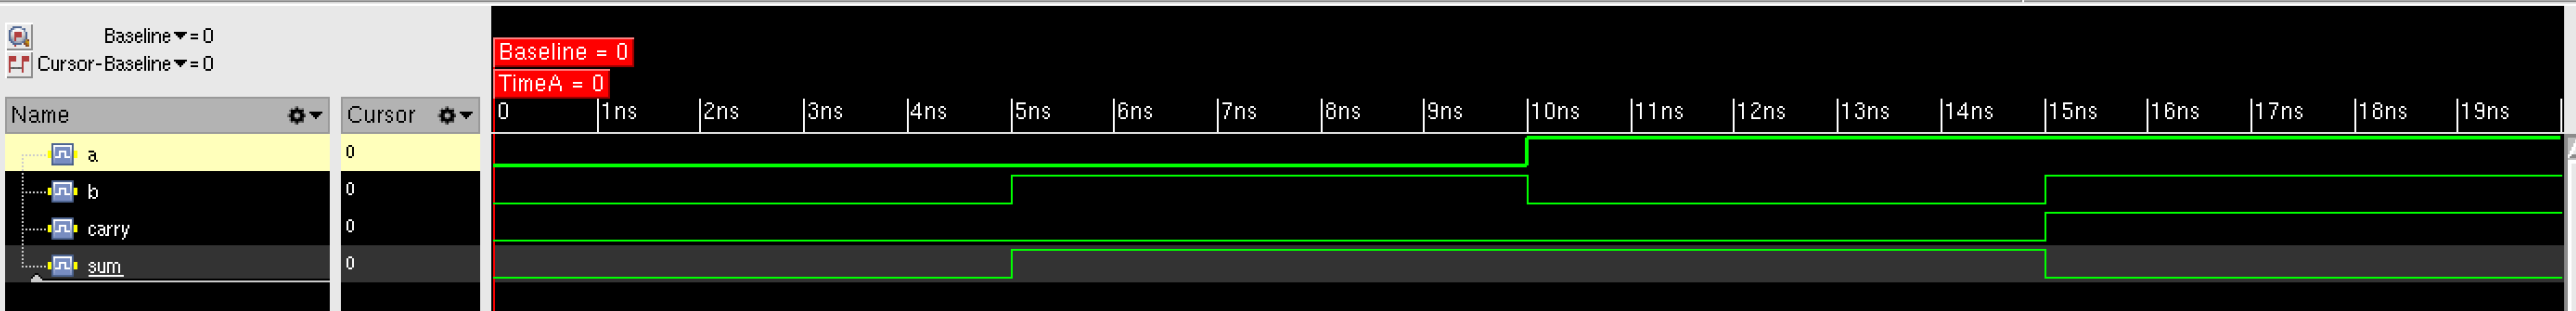 Baseline▼= 0
Cursor-Baseline▼= 0
Baseline = 0
TimeA = 0
Name Cursor 0 1ns 2ns 3ns 4ns 5ns 6ns 7ns 8ns 9ns 10ns 11ns 12ns 13ns 14ns 15ns 16ns 17ns 18ns 19ns
a 0
b 0
carry 0
sum 0